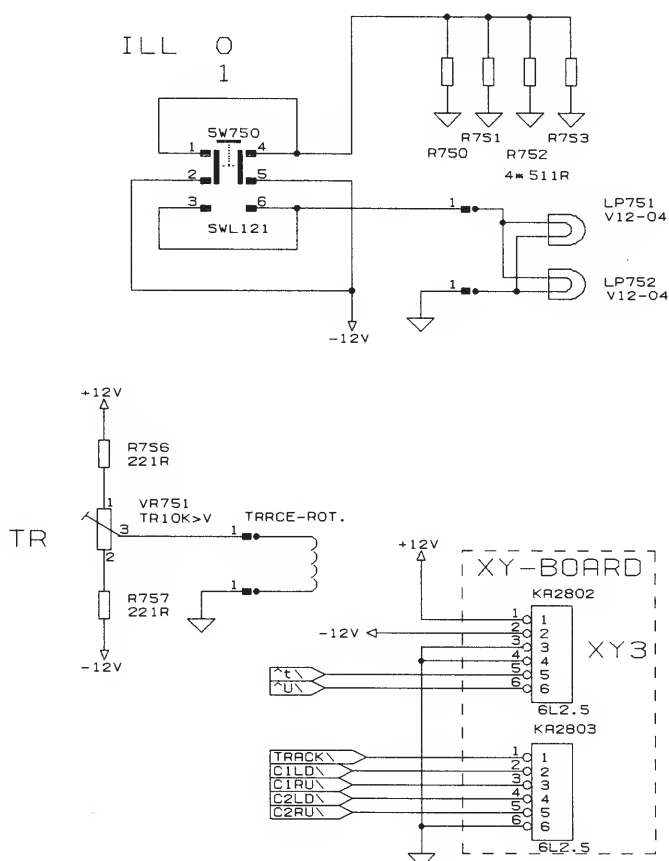 ILL 0
1
SW750
1 4
2 5
3 6
SWL121
R750
R751
R752
R753
4* 511R
1
LP751
V12-04
1
LP752
V12-04
-12V
+12V
R756
221R
1
VR751
TR10K>V
TR
3
2
1
TRACE-ROT.
1
R757
221R
-12V
+12V
XY-BOARD
KA2802
-12V
XY3
1 1
2 2
3 3
4 4
^t\ 5 5
^U\ 6 6
6L2.5
KA2803
TRACK\ 1 1
C1LD\ 2 2
C1RU\ 3 3
C2LD\ 4 4
C2RU\ 5 5
6 6
6L2.5